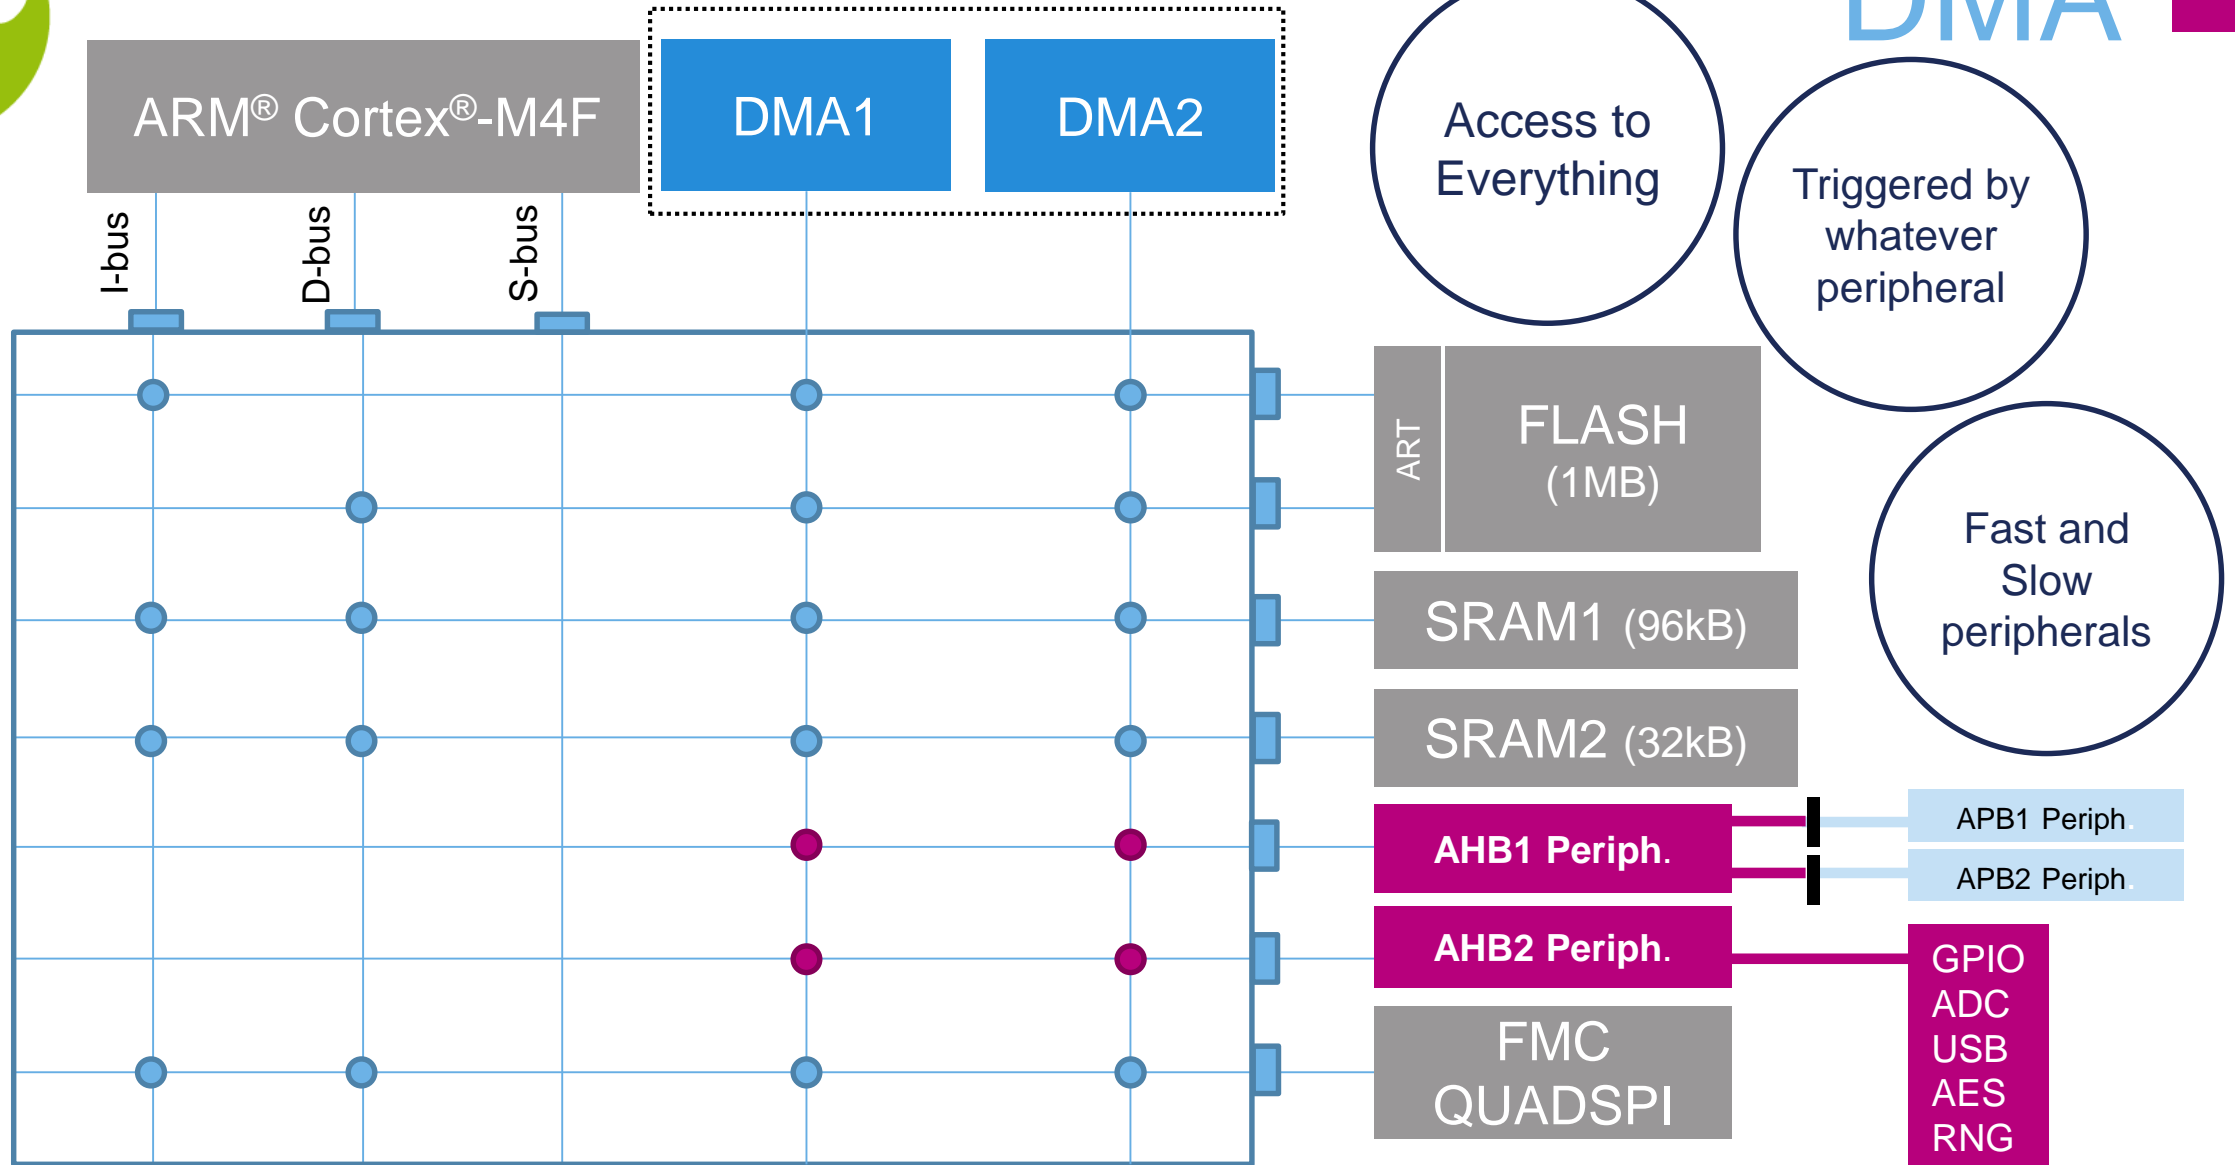 DMA
ARM® Cortex®-M4F
DMA1
DMA2
Access to
Everything
Triggered by
whatever
peripheral
I-bus
D-bus
S-bus
ART
FLASH
(1MB)
Fast and
Slow
peripherals
SRAM1 (96kB)
SRAM2 (32kB)
AHB1 Periph.
APB1 Periph.
APB2 Periph.
AHB2 Periph.
GPIO
ADC
USB
AES
RNG
FMC
QUADSPI